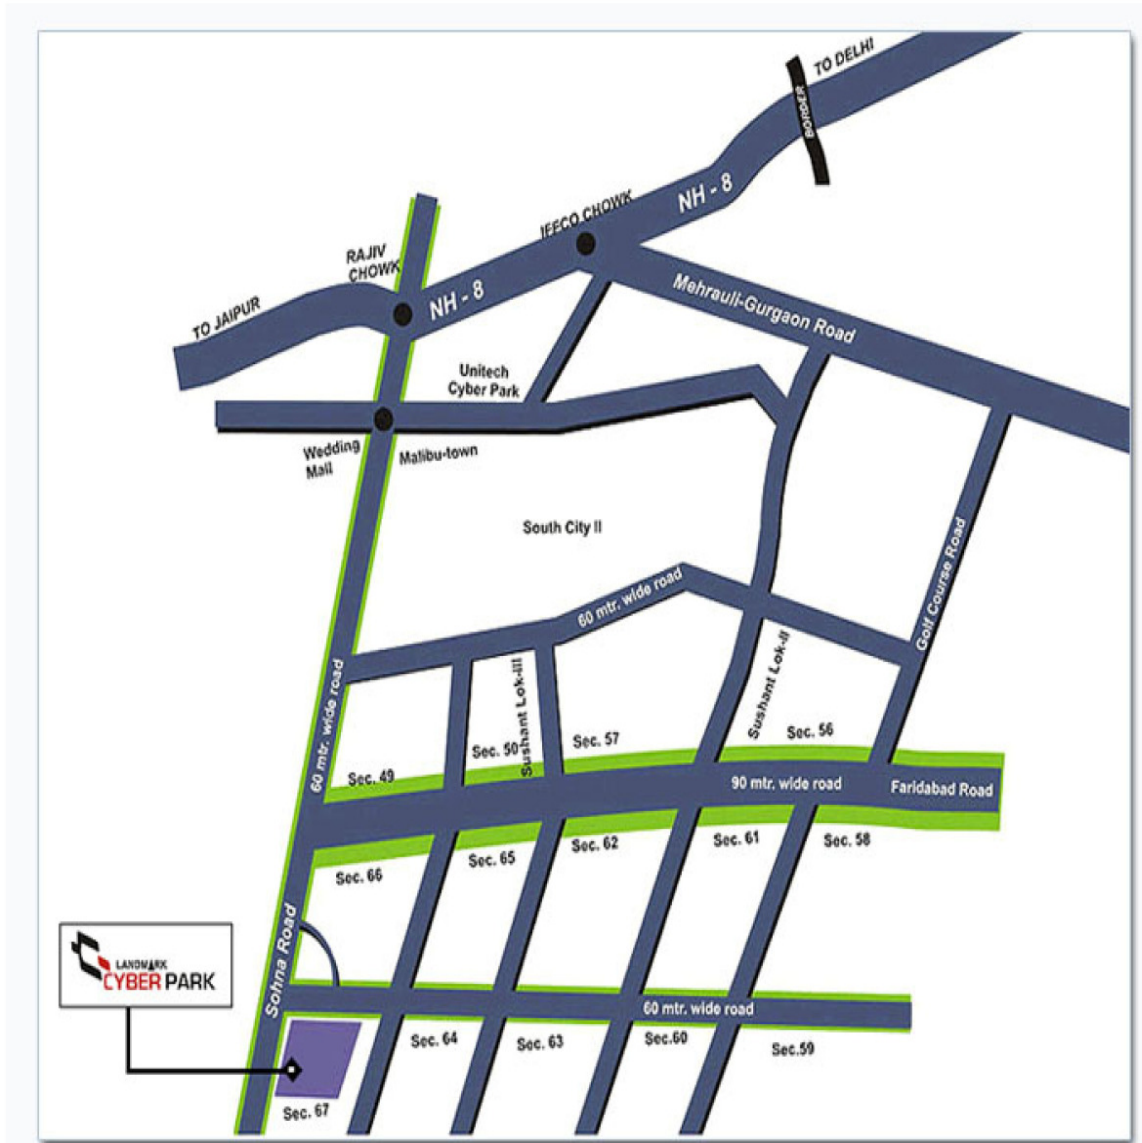 TO DELHI
BORDER
NH - 8
IFFCO CHOWK
RAJIV
CHOWK
NH - 8
TO JAIPUR
Mehrauli-Gurgaon Road
Unitech
Cyber Park
Wedding
Mall
Malibu-town
South City II
Golf Course Road
60 mtr. wide road
Sushant Lok-II
Sushant Lok-III
60 mtr. wide road
Sec. 56
Sec. 57
Sec. 50
Sec. 49
90 mtr. wide road
Faridabad Road
Sec. 58
Sec. 61
Sec. 62
Sec. 65
Sec. 66
Sohna Road
LANDMARK
CYBER PARK
60 mtr. wide road
Sec. 64
Sec. 63
Sec.60
Sec.59
Sec. 67